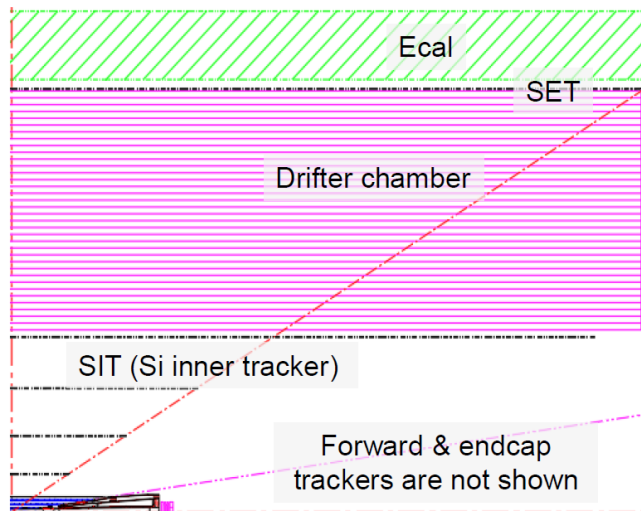 Ecal
SET
Drifter chamber
SIT (Si inner tracker)
Forward & endcap
trackers are not shown